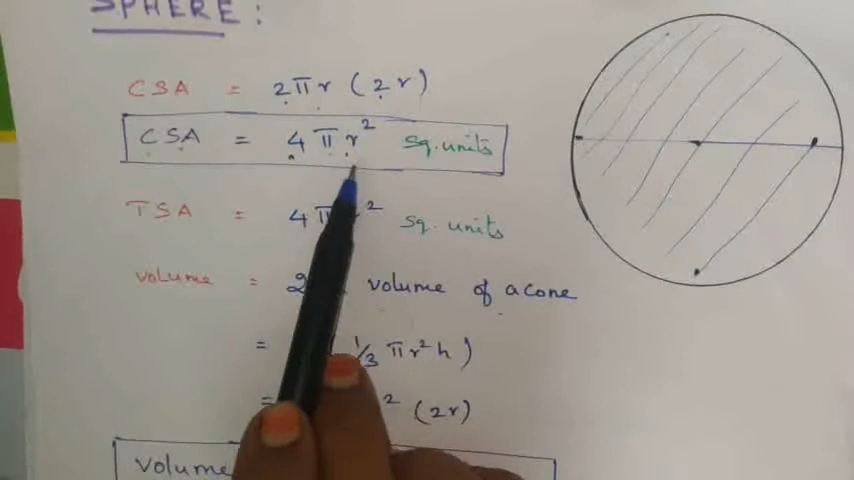 SPHERE:
CSA = 2πr (2r)
CSA = 4πr² sq.units
TSA = 4π ² sq. units
volume = 2 volume of a cone
= 1/3 πr²h)
= ² (2r)
Volume